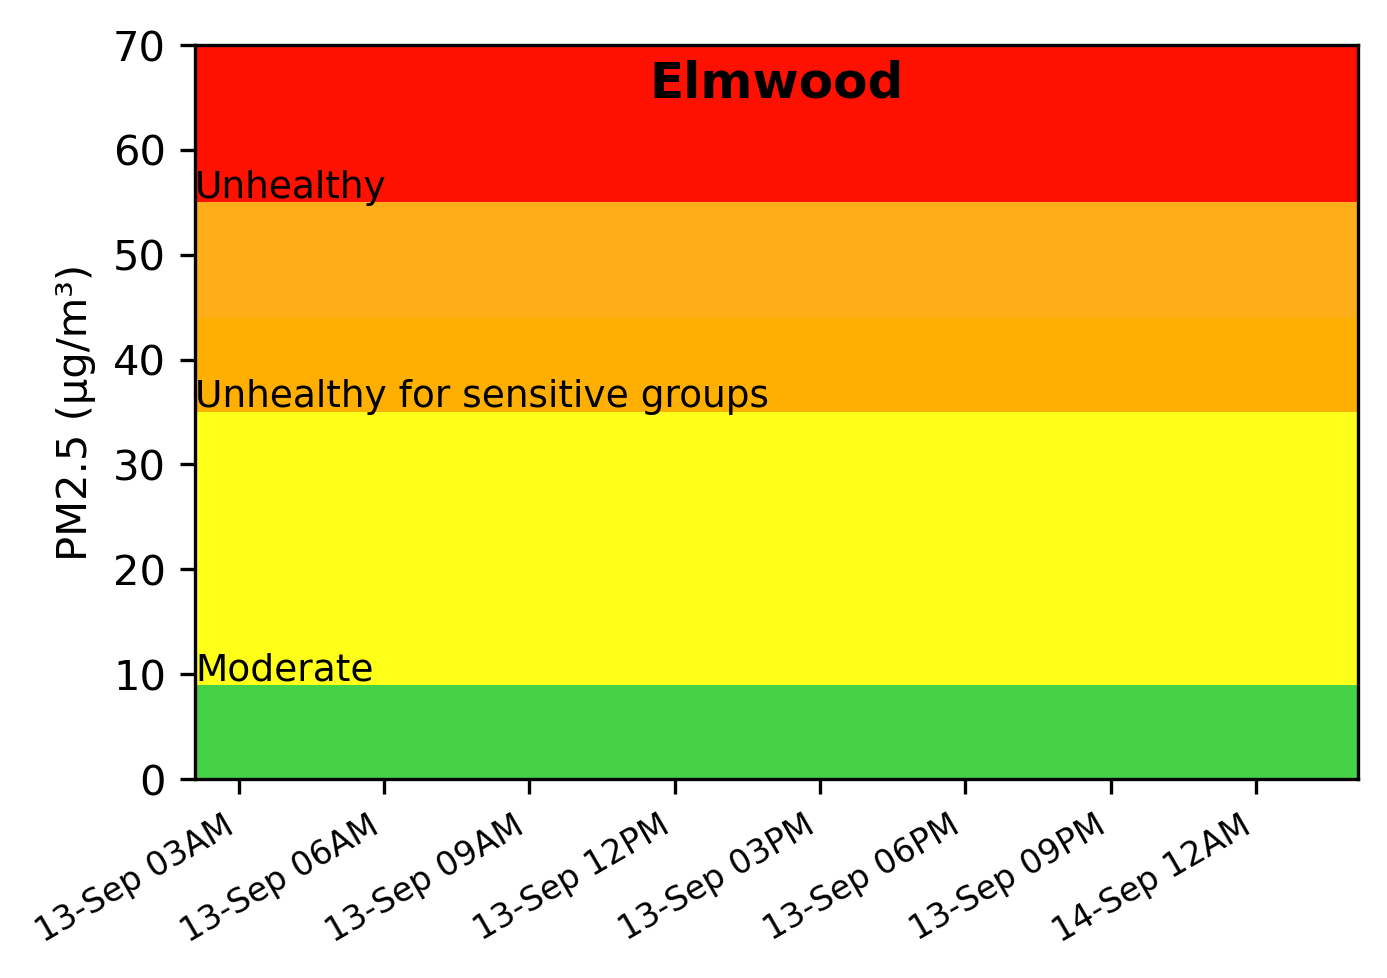 Elmwood
PM2.5 (µg/m³)
70
60
50
40
30
20
10
0
Unhealthy
Unhealthy for sensitive groups
Moderate
13-Sep 03AM
13-Sep 06AM
13-Sep 09AM
13-Sep 12PM
13-Sep 03PM
13-Sep 06PM
13-Sep 09PM
14-Sep 12AM